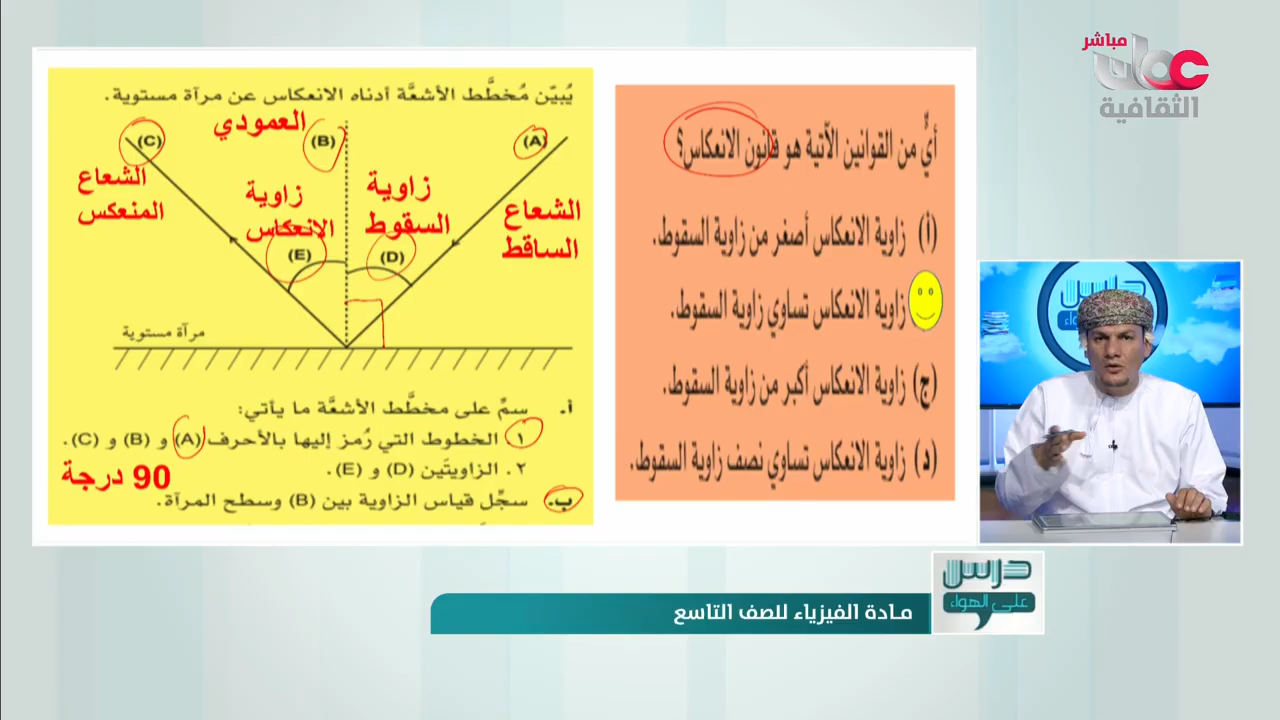 مباشر
عمان
الثقافية
أيٌّ من القوانين الآتية هو قانون الانعكاس؟
(أ) زاوية الانعكاس أصغر من زاوية السقوط.
زاوية الانعكاس تساوي زاوية السقوط.
(ج) زاوية الانعكاس أكبر من زاوية السقوط.
(د) زاوية الانعكاس تساوي نصف زاوية السقوط.
يُبيّن مُخطَّط الأشعَّة أدناه الانعكاس عن مرآة مستوية.
العمودي
(A)
(B)
(C)
الشعاع الساقط
زاوية السقوط
زاوية الانعكاس
الشعاع المنعكس
(D)
(E)
مرآة مستوية
أ. سمِّ على مخطَّط الأشعَّة ما يأتي:
١. الخطوط التي رُمز إليها بالأحرف (A) و (B) و (C).
٢. الزاويتَين (D) و (E).
90 درجة
ب. سجِّل قياس الزاوية بين (B) وسطح المرآة.
درس
على الهواء
درس
على الهواء
مادة الفيزياء للصف التاسع